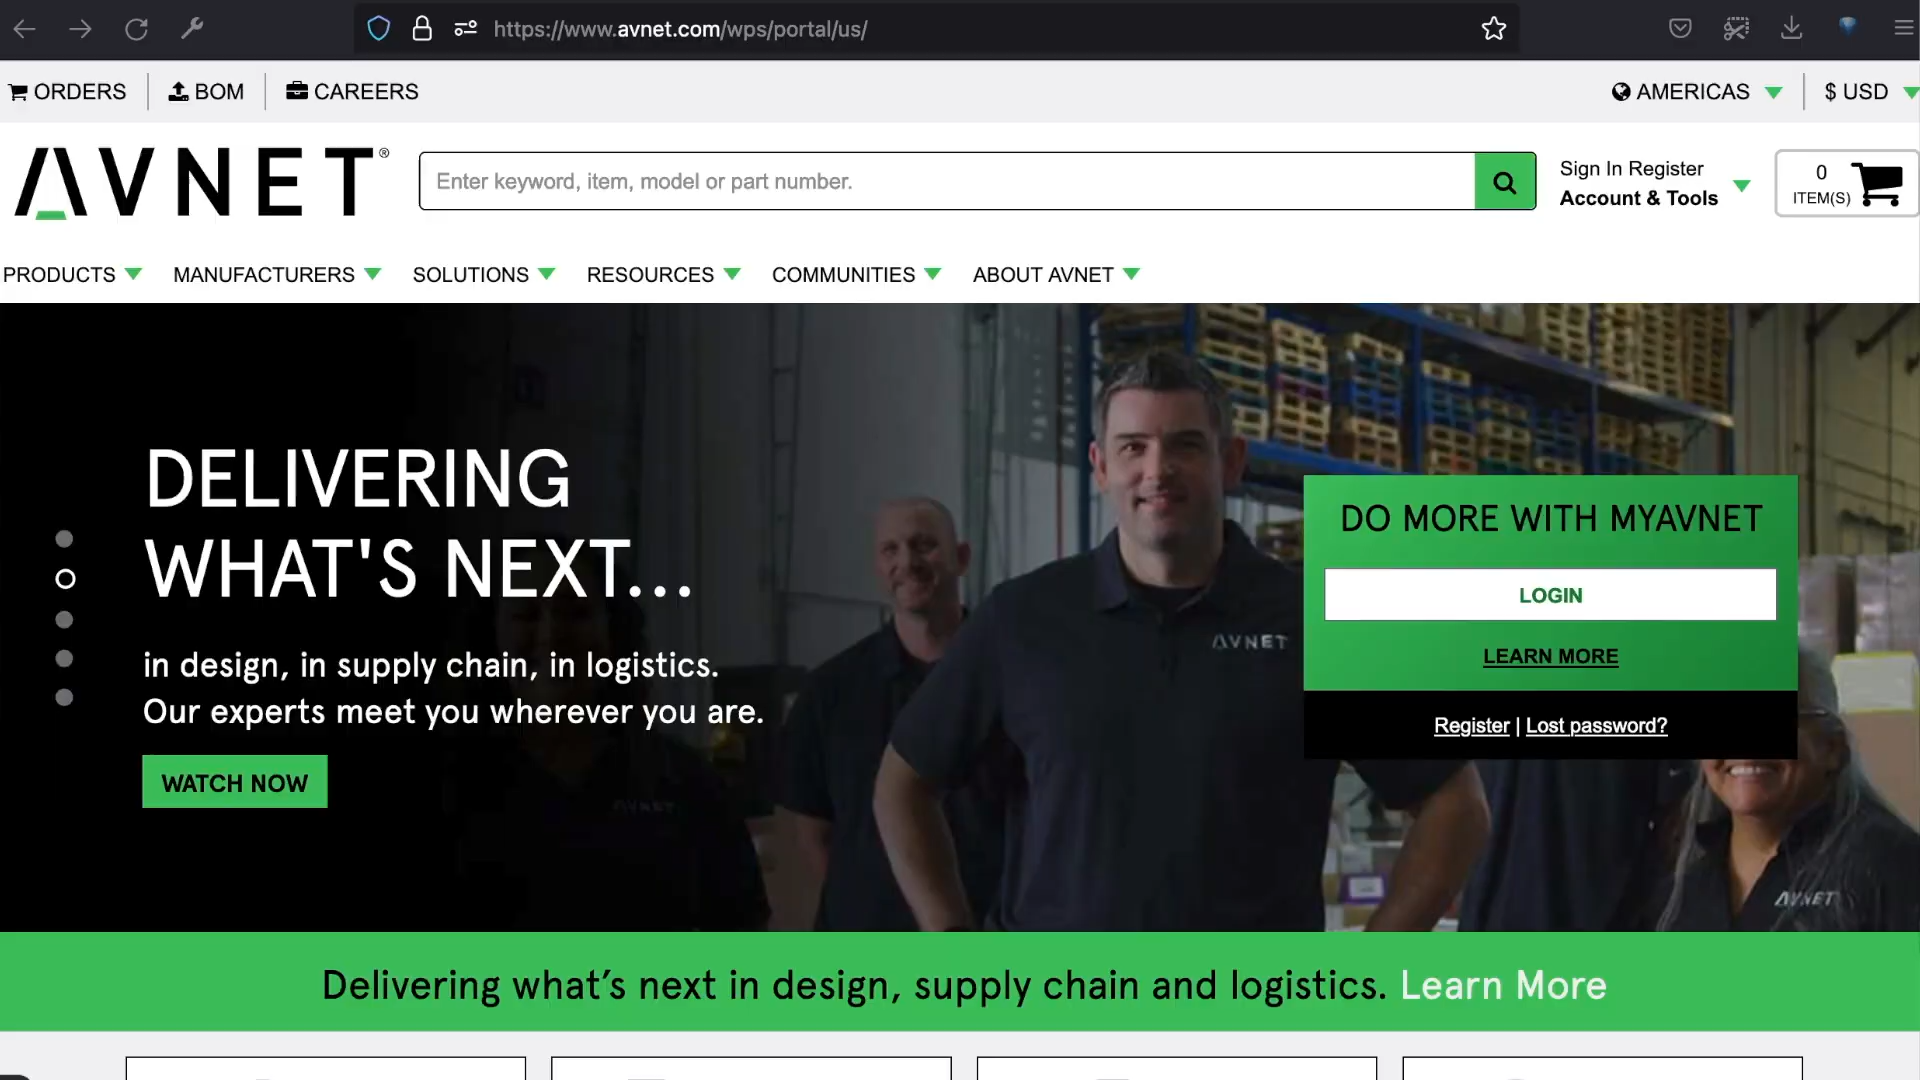 https://www.avnet.com/wps/portal/us/
ORDERS
BOM
CAREERS
AMERICAS
$ USD
AVNET®
Enter keyword, item, model or part number.
Sign In Register
Account & Tools
0
ITEM(S)
PRODUCTS
MANUFACTURERS
SOLUTIONS
RESOURCES
COMMUNITIES
ABOUT AVNET
DELIVERING
WHAT'S NEXT...
in design, in supply chain, in logistics.
Our experts meet you wherever you are.
WATCH NOW
AVNET
AVNET
AVNET
DO MORE WITH MYAVNET
LOGIN
LEARN MORE
Register | Lost password?
Delivering what’s next in design, supply chain and logistics. Learn More